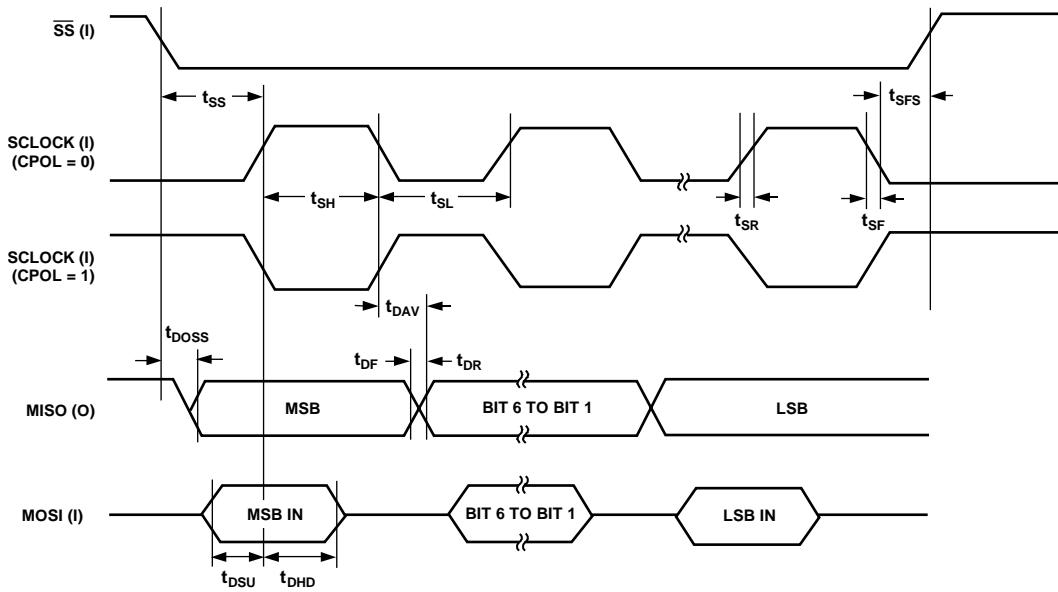 SS (I)
tSS
tSFS
SCLOCK (I)
(CPOL = 0)
tSH
tSL
tSR
tSF
SCLOCK (I)
(CPOL = 1)
tDAV
tDOSS
tDF
tDR
MISO (O)
MSB
BIT 6 TO BIT 1
LSB
MOSI (I)
MSB IN
BIT 6 TO BIT 1
LSB IN
tDSU
tDHD